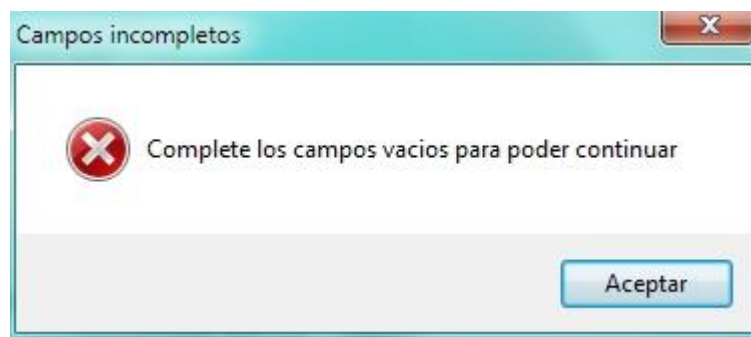 Campos incompletos
Complete los campos vacios para poder continuar
Aceptar